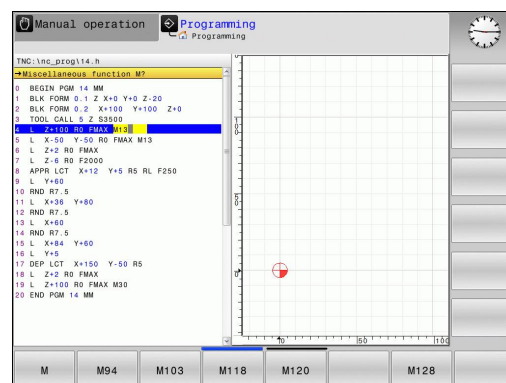 Manual operation
Programming
Programming
TNC:\nc_prog\14.h
→Miscellaneous function M?
0 BEGIN PGM 14 MM
1 BLK FORM 0.1 Z X+0 Y+0 Z-20
2 BLK FORM 0.2 X+100 Y+100 Z+0
3 TOOL CALL 5 Z S3500
4 L Z+100 R0 FMAX M13
5 L X-50 Y-50 R0 FMAX M13
6 L Z+2 R0 FMAX
7 L Z-6 R0 F2000
8 APPR LCT X+12 Y+5 R5 RL F250
9 L Y+60
10 RND R7.5
11 L X+36 Y+80
12 RND R7.5
13 L X+60
14 RND R7.5
15 L X+84 Y+60
16 L Y+5
17 DEP LCT X+150 Y-50 R5
18 L Z+2 R0 FMAX
19 L Z+100 R0 FMAX M30
20 END PGM 14 MM
0 50 100
M M94 M103 M118 M120 M128